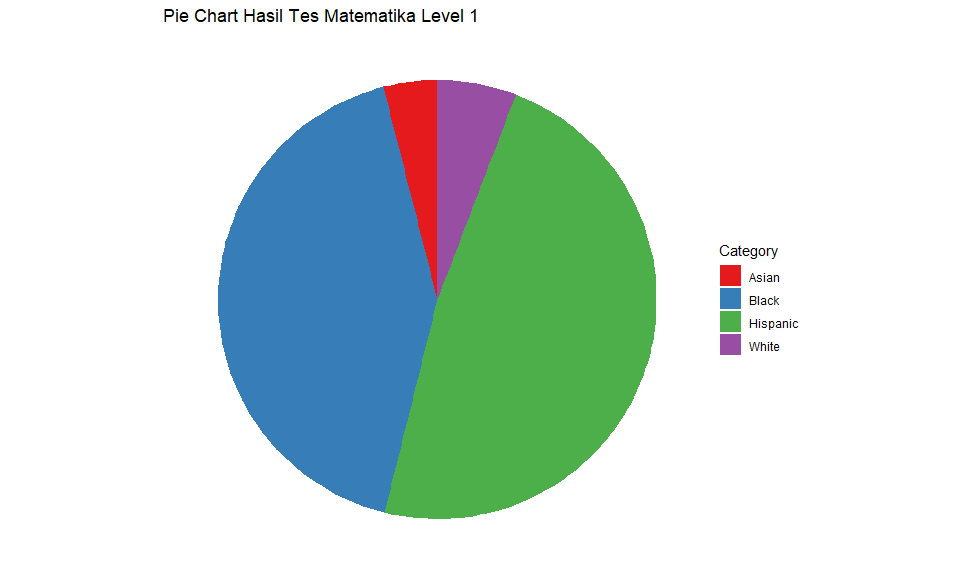 Pie Chart Hasil Tes Matematika Level 1
Category
Asian
Black
Hispanic
White